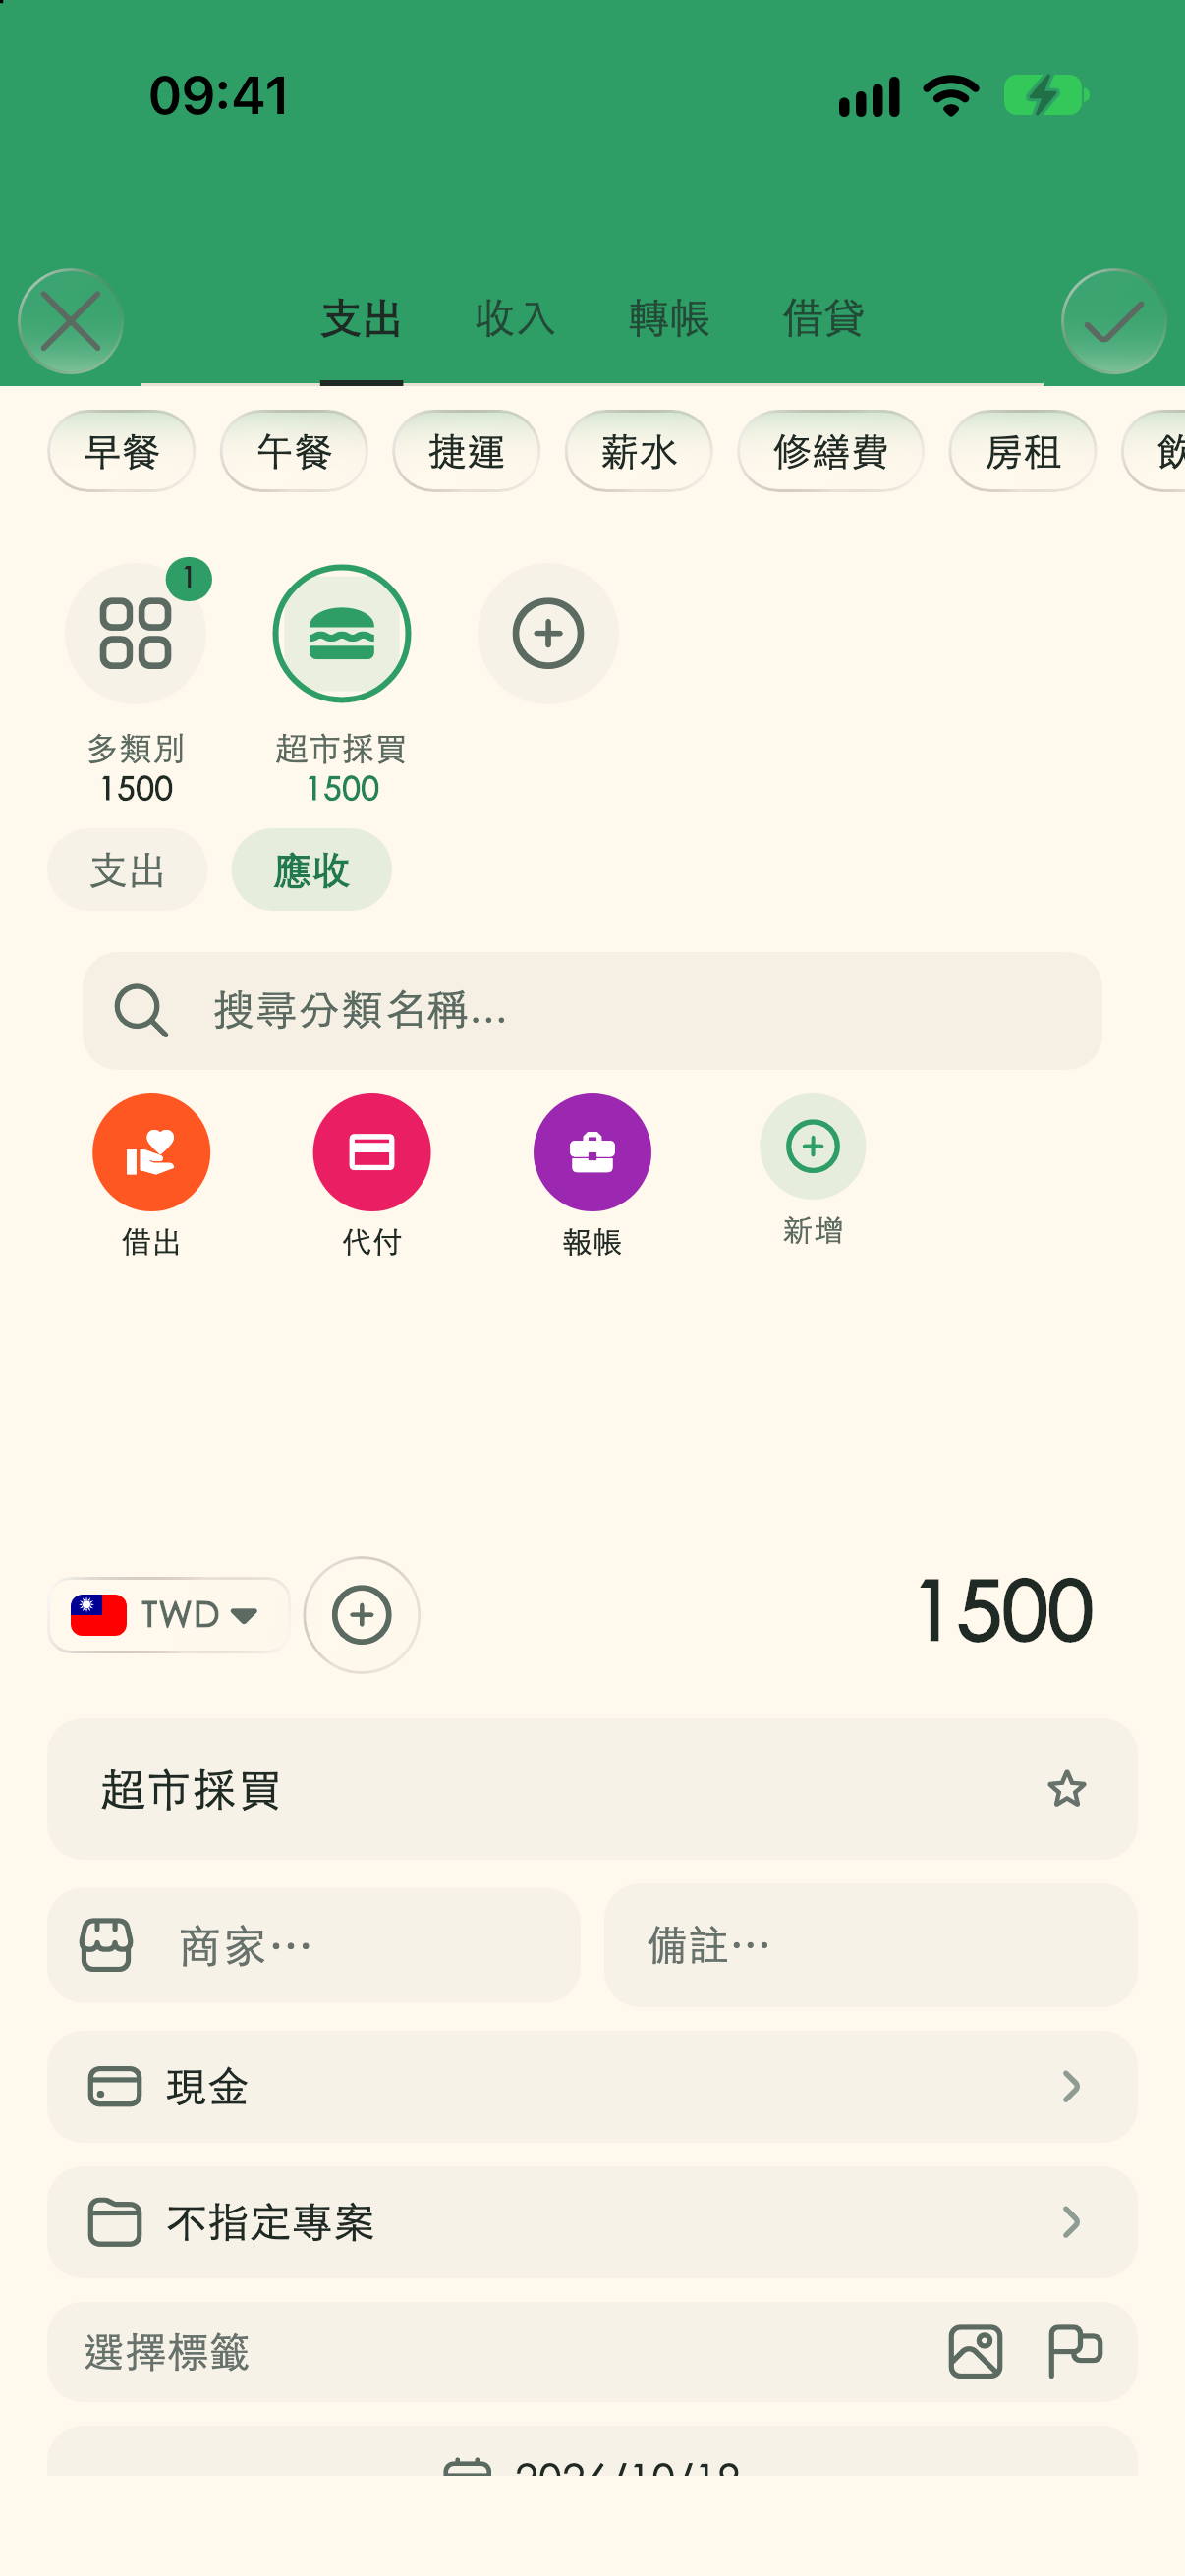 09:41
支出 收入 轉帳 借貸
早餐 午餐 捷運 薪水 修繕費 房租 飲
1
多類別 超市採買
1500 1500
支出 應收
搜尋分類名稱...
借出 代付 報帳 新增
TWD 1500
超市採買
商家… 備註…
現金
不指定專案
選擇標籤